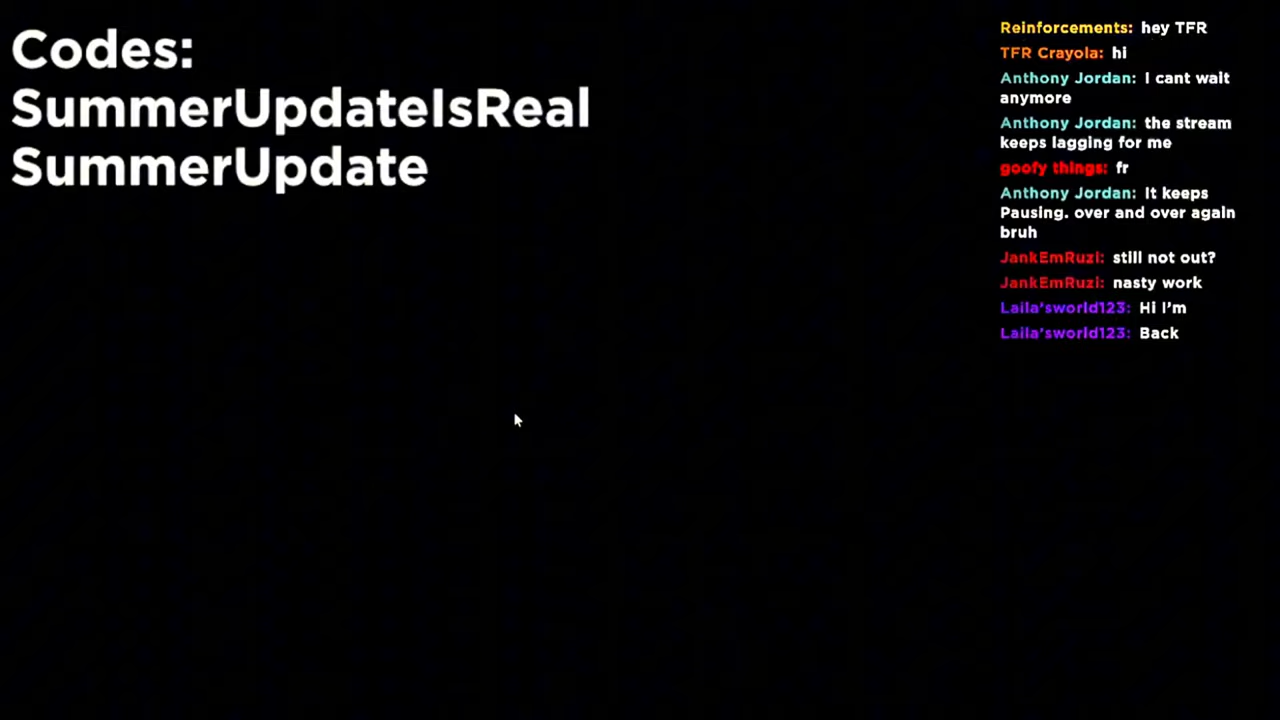 Codes:
SummerUpdateIsReal
SummerUpdate
Reinforcements: hey TFR
TFR Crayola: hi
Anthony Jordan: I cant wait
anymore
Anthony Jordan: the stream
keeps lagging for me
goofy things: fr
Anthony Jordan: It keeps
Pausing. over and over again
bruh
JankEmRuzi: still not out?
JankEmRuzi: nasty work
Laila'sworld123: Hi I'm
Laila'sworld123: Back